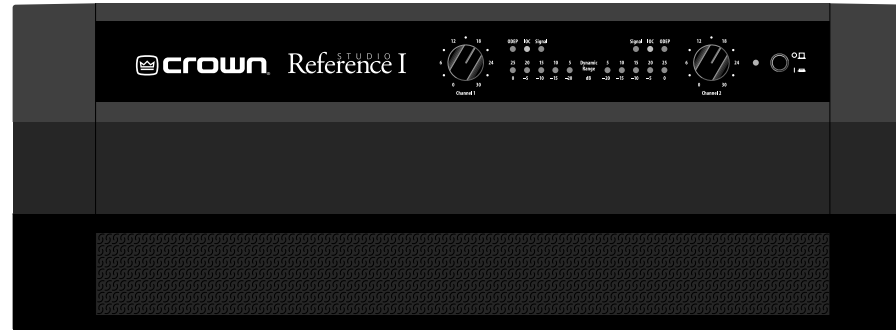 crown
STUDIO
Reference I
12 18
6 24
0 30
Channel 1
ODEP IOC Signal
25 20 15 10 5
0 -5 -10 -15 -20
Dynamic
Range
dB
Signal IOC ODEP
5 10 15 20 25
-20 -15 -10 -5 0
12 18
6 24
0 30
Channel 2